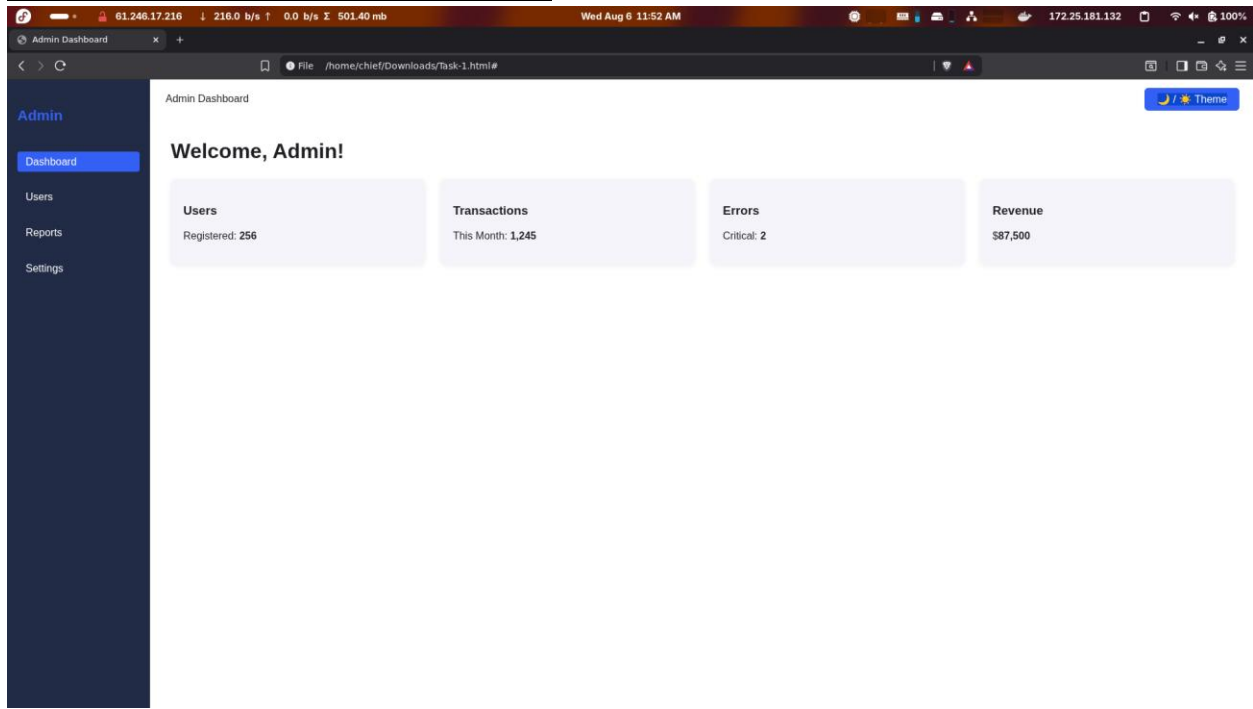 61.246.17.216 ↓ 216.0 b/s ↑ 0.0 b/s Σ 501.40 mb Wed Aug 6 11:52 AM 172.25.181.132 100%
Admin Dashboard × +
File /home/chief/Downloads/Task-1.html#
Admin
Dashboard
Users
Reports
Settings
Admin Dashboard
🌙 / ☀️ Theme
Welcome, Admin!
Users
Registered: 256
Transactions
This Month: 1,245
Errors
Critical: 2
Revenue
$87,500